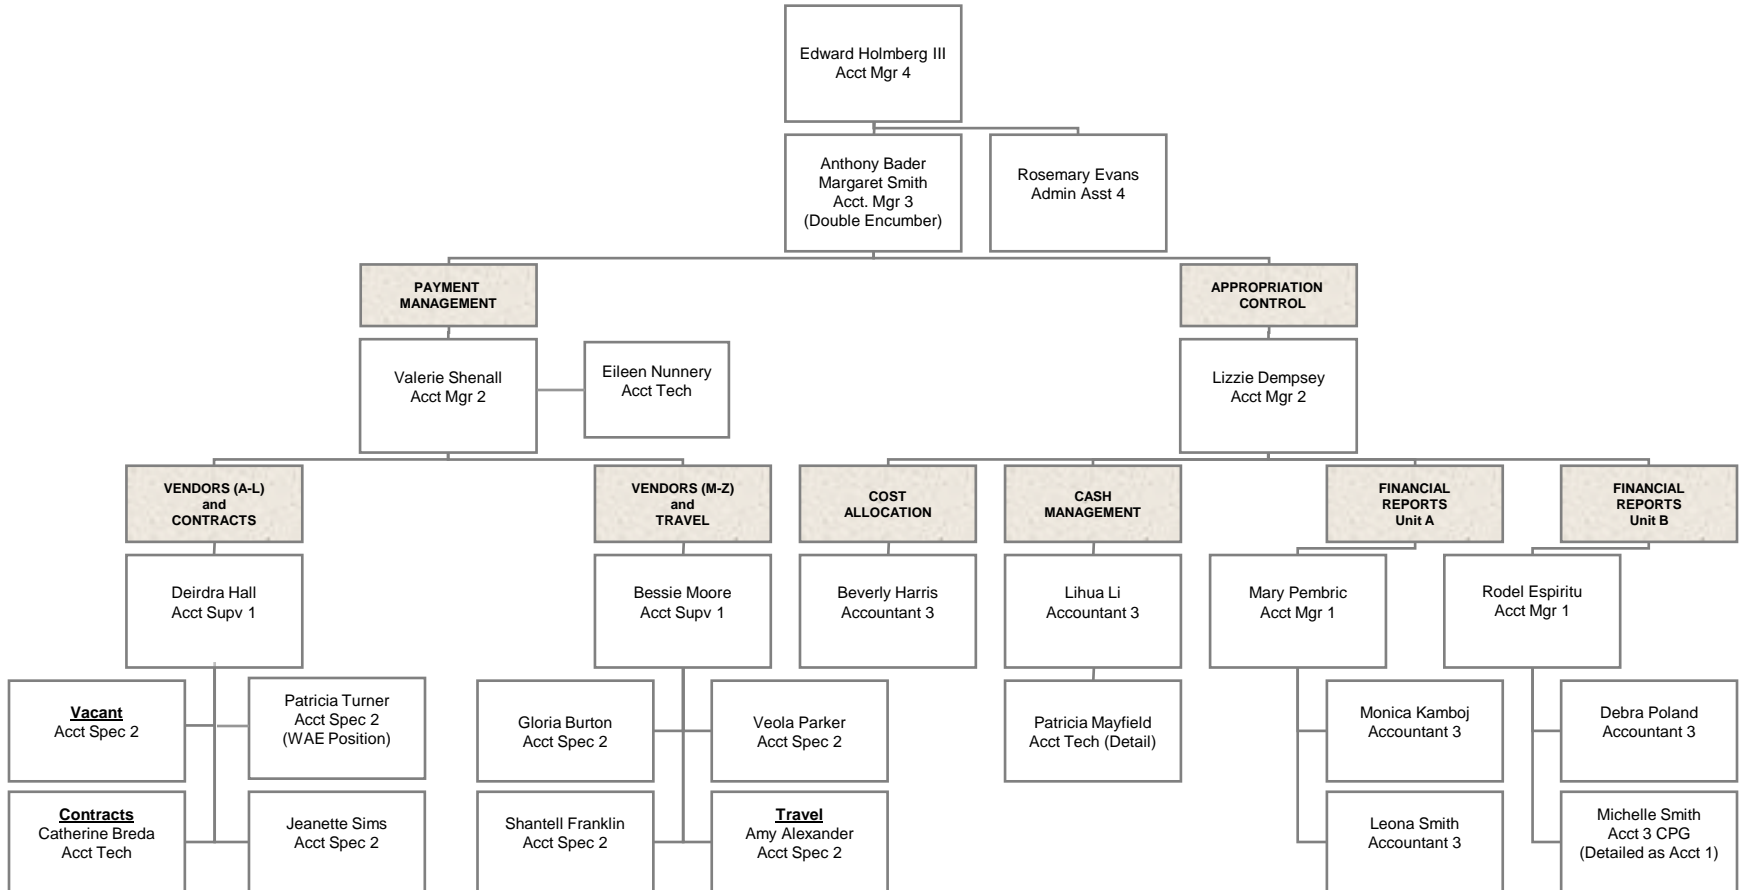 Edward Holmberg III
Acct Mgr 4
Anthony Bader
Margaret Smith
Acct. Mgr 3
(Double Encumber)
Rosemary Evans
Admin Asst 4
PAYMENT
MANAGEMENT
APPROPRIATION
CONTROL
Valerie Shenall
Acct Mgr 2
Eileen Nunnery
Acct Tech
Lizzie Dempsey
Acct Mgr 2
VENDORS (A-L)
and
CONTRACTS
VENDORS (M-Z)
and
TRAVEL
COST
ALLOCATION
CASH
MANAGEMENT
FINANCIAL
REPORTS
Unit A
FINANCIAL
REPORTS
Unit B
Deirdra Hall
Acct Supv 1
Bessie Moore
Acct Supv 1
Beverly Harris
Accountant 3
Lihua Li
Accountant 3
Mary Pembric
Acct Mgr 1
Rodel Espiritu
Acct Mgr 1
Vacant
Acct Spec 2
Patricia Turner
Acct Spec 2
(WAE Position)
Gloria Burton
Acct Spec 2
Veola Parker
Acct Spec 2
Patricia Mayfield
Acct Tech (Detail)
Monica Kamboj
Accountant 3
Debra Poland
Accountant 3
Contracts
Catherine Breda
Acct Tech
Jeanette Sims
Acct Spec 2
Shantell Franklin
Acct Spec 2
Travel
Amy Alexander
Acct Spec 2
Leona Smith
Accountant 3
Michelle Smith
Acct 3 CPG
(Detailed as Acct 1)